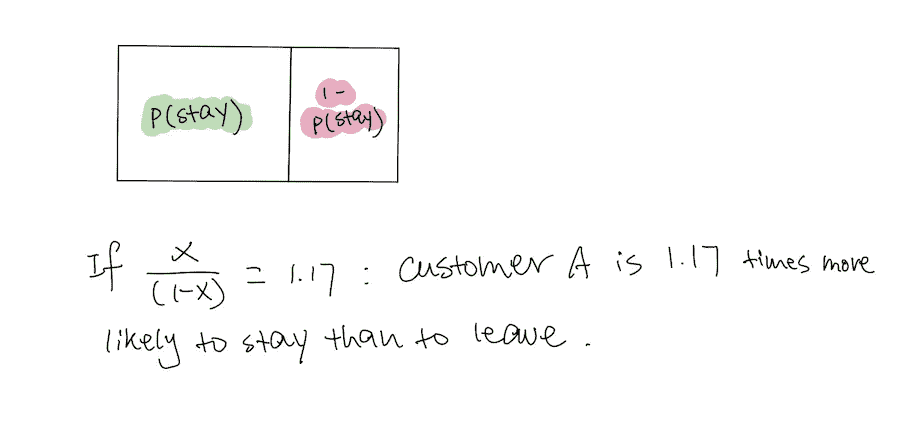 P(stay)
1-
P(stay)
If x/(1-x) = 1.17 : customer A is 1.17 times more
likely to stay than to leave.